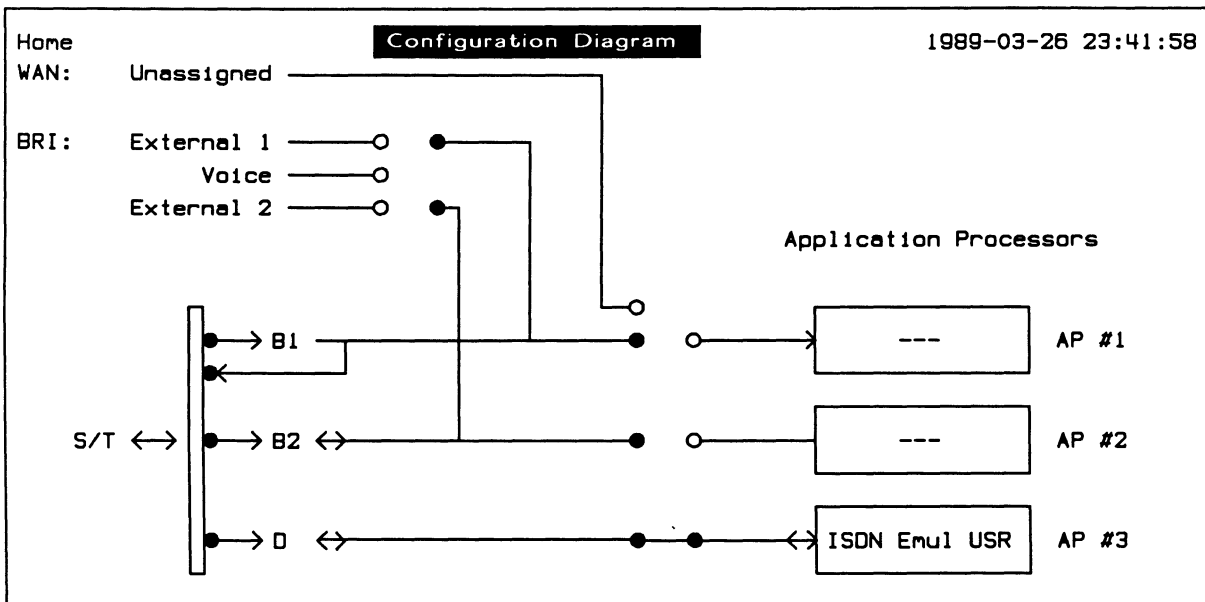 Home Configuration Diagram 1989-03-26 23:41:58
WAN: Unassigned
BRI: External 1
Voice
External 2
Application Processors
B1 --- AP #1
S/T B2 --- AP #2
D ISDN Emul USR AP #3